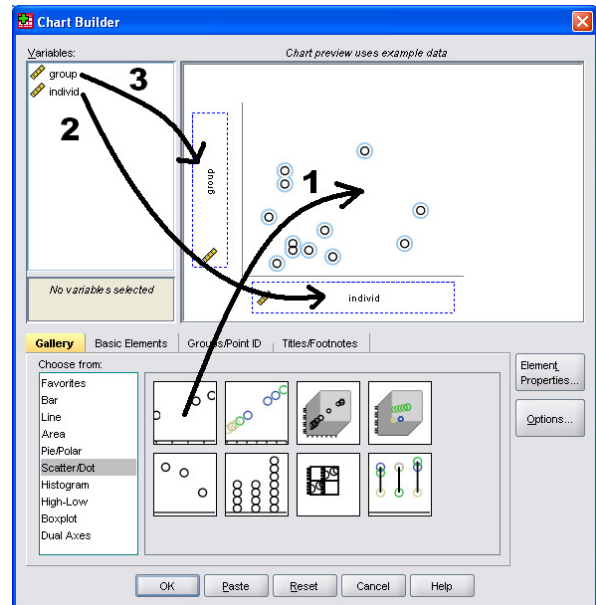 Chart Builder
Variables:
Chart preview uses example data
group
individ
3
2
1
group
individ
No variables selected
Gallery Basic Elements Groups/Point ID Titles/Footnotes
Choose from:
Favorites
Bar
Line
Area
Pie/Polar
Scatter/Dot
Histogram
High-Low
Boxplot
Dual Axes
Element
Properties...
Options...
OK Paste Reset Cancel Help